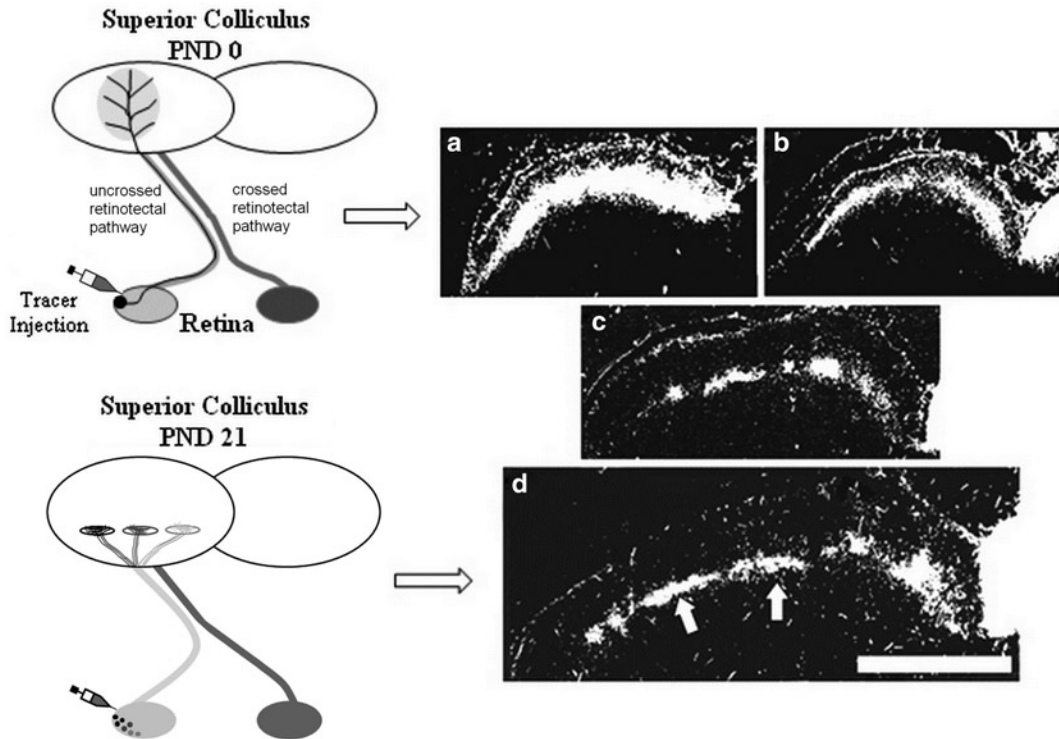 Superior Colliculus
PND 0
uncrossed
retinotectal
pathway
crossed
retinotectal
pathway
Tracer
Injection
Retina
a
b
c
Superior Colliculus
PND 21
d